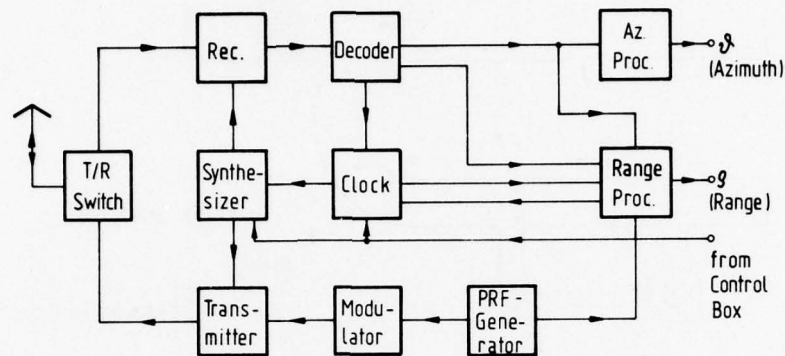 Rec.
Decoder
Az.
Proc.
ϑ
(Azimuth)
T/R
Switch
Synthe-
sizer
Clock
Range
Proc.
ϱ
(Range)
from
Control
Box
Trans-
mitter
Modu-
lator
PRF-
Gene-
rator